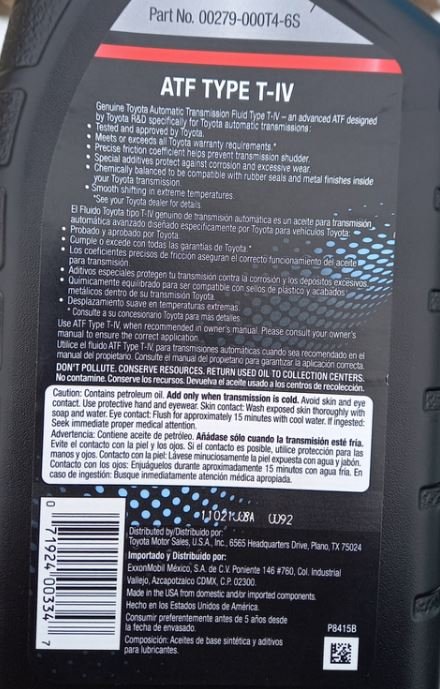 Part No. 00279-000T4-6S
ATF TYPE T-IV
Genuine Toyota Automatic Transmission Fluid Type T-IV – an advanced ATF designed
by Toyota R&D specifically for Toyota automatic transmissions:
• Tested and approved by Toyota.
• Meets or exceeds all Toyota warranty requirements.*
• Precise friction coefficient helps prevent transmission shudder.
• Special additives protect against corrosion and excessive wear.
• Chemically balanced to be compatible with rubber seals and metal finishes inside
your Toyota transmission.
• Smooth shifting in extreme temperatures.
*See your Toyota dealer for details
El Fluido Toyota tipo T-IV genuino de transmisión automática es un aceite para transmisión
automática avanzado diseñado específicamente por Toyota para vehículos Toyota:
• Probado y aprobado por Toyota.
• Cumple o excede con todas las garantías de Toyota.*
• Los coeficientes precisos de fricción aseguran el correcto funcionamiento del aceite
para transmisión.
• Aditivos especiales protegen tu transmisión contra la corrosión y los depósitos excesivos.
• Químicamente equilibrado para ser compatible con sellos de plástico y acabados
metálicos dentro de su transmisión Toyota.
• Desplazamiento suave en temperaturas extremas.
* Consulte a su concesionario Toyota para más detalles
Use ATF Type T-IV, when recommended in owner's manual. Please consult your owner's
manual to ensure the correct application.
Utilice el fluido ATF Type T-IV, para transmisiones automáticas cuando sea recomendado en el
manual del propietario. Consulte el manual del propietario para garantizar la aplicación correcta.
DON'T POLLUTE. CONSERVE RESOURCES. RETURN USED OIL TO COLLECTION CENTERS.
No contamine. Conserve los recursos. Devuelva el aceite usado a los centros de recolección.
Caution: Contains petroleum oil. Add only when transmission is cold. Avoid skin and eye
contact. Use protective hand and eyewear. Skin contact: Wash exposed skin thoroughly with
soap and water. Eye contact: Flush for approximately 15 minutes with cool water. If ingested:
Seek immediate proper medical attention.
Advertencia: Contiene aceite de petróleo. Añádase sólo cuando la transmisión esté fría.
Evite el contacto con la piel y los ojos. Si el contacto es posible, utilice protección para las
manos y ojos. Contacto con la piel: Lávese minuciosamente la piel expuesta con agua y jabón.
Contacto con los ojos: Enjuáguelos durante aproximadamente 15 minutos con agua fría. En
caso de ingestión: Busque inmediatamente atención médica apropiada.
0092
Distributed by/Distribuido por:
Toyota Motor Sales, U.S.A., Inc., 6565 Headquarters Drive, Plano, TX 75024
Importado y Distribuido por:
ExxonMobil México, S.A. de C.V. Poniente 146 #760, Col. Industrial
Vallejo, Azcapotzalco CDMX, C.P. 02300.
Made in the USA from domestic and/or imported components.
Hecho en los Estados Unidos de América.
Consumir preferentemente antes de 5 años desde
la fecha de envasado.
P8415B
Composición: Aceites de base sintética y aditivos
para lubricantes.
0 71924 00334 7